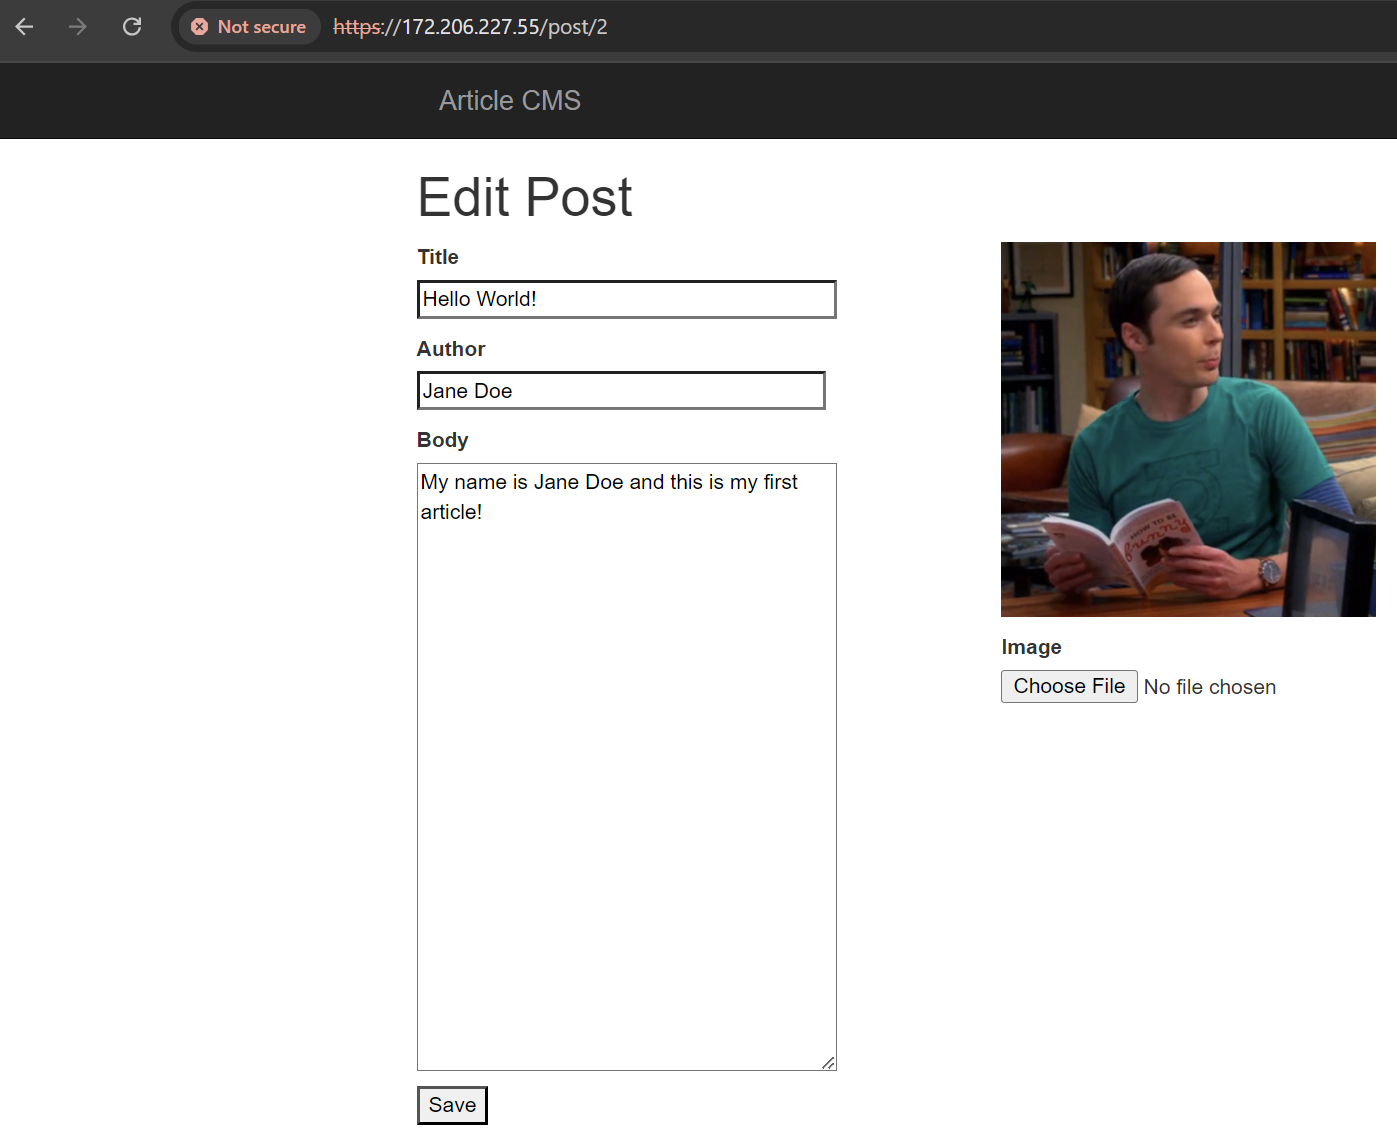 Not secure
https://172.206.227.55/post/2
Article CMS
Edit Post
Title
Hello World!
Author
Jane Doe
Body
My name is Jane Doe and this is my first
article!
Save
HOW TO BE
funny
Image
Choose File No file chosen